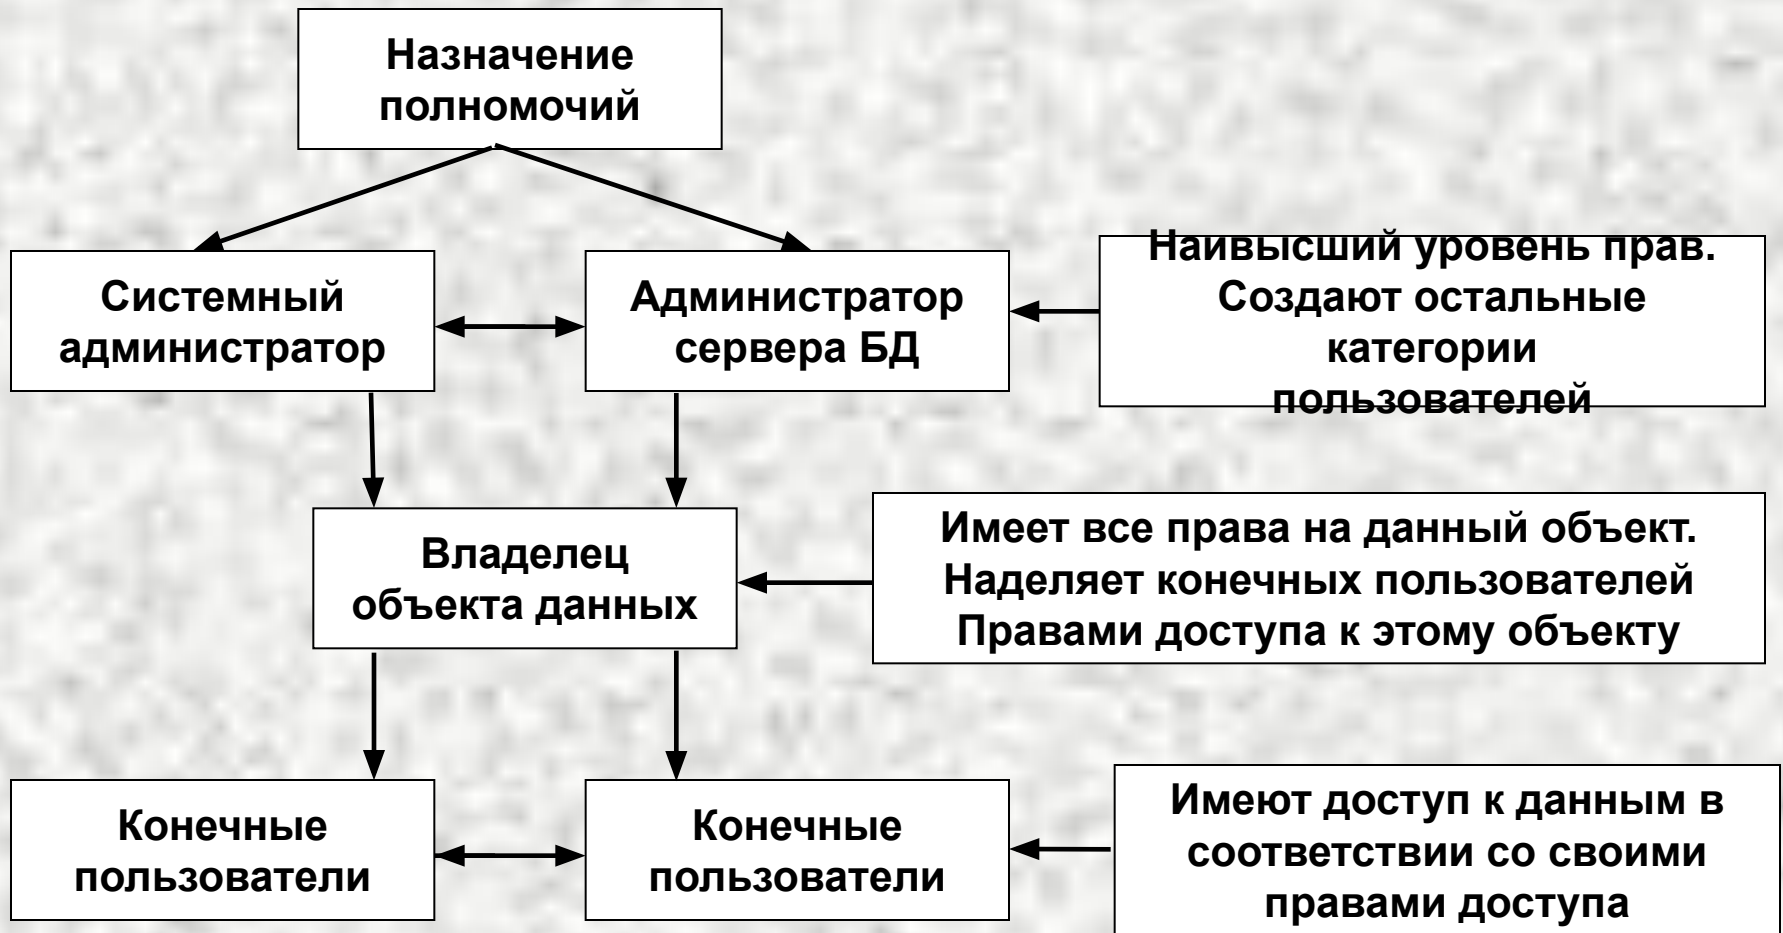 Назначение
полномочий
Системный
администратор
Администратор
сервера БД
Наивысший уровень прав.
Создают остальные
категории
пользователей
Владелец
объекта данных
Имеет все права на данный объект.
Наделяет конечных пользователей
Правами доступа к этому объекту
Конечные
пользователи
Конечные
пользователи
Имеют доступ к данным в
соответствии со своими
правами доступа